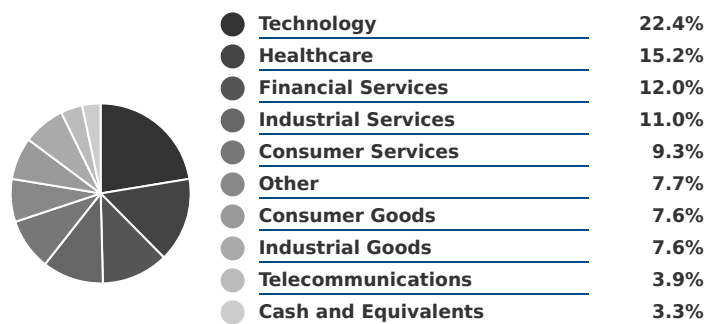 Technology 22.4%
Healthcare 15.2%
Financial Services 12.0%
Industrial Services 11.0%
Consumer Services 9.3%
Other 7.7%
Consumer Goods 7.6%
Industrial Goods 7.6%
Telecommunications 3.9%
Cash and Equivalents 3.3%